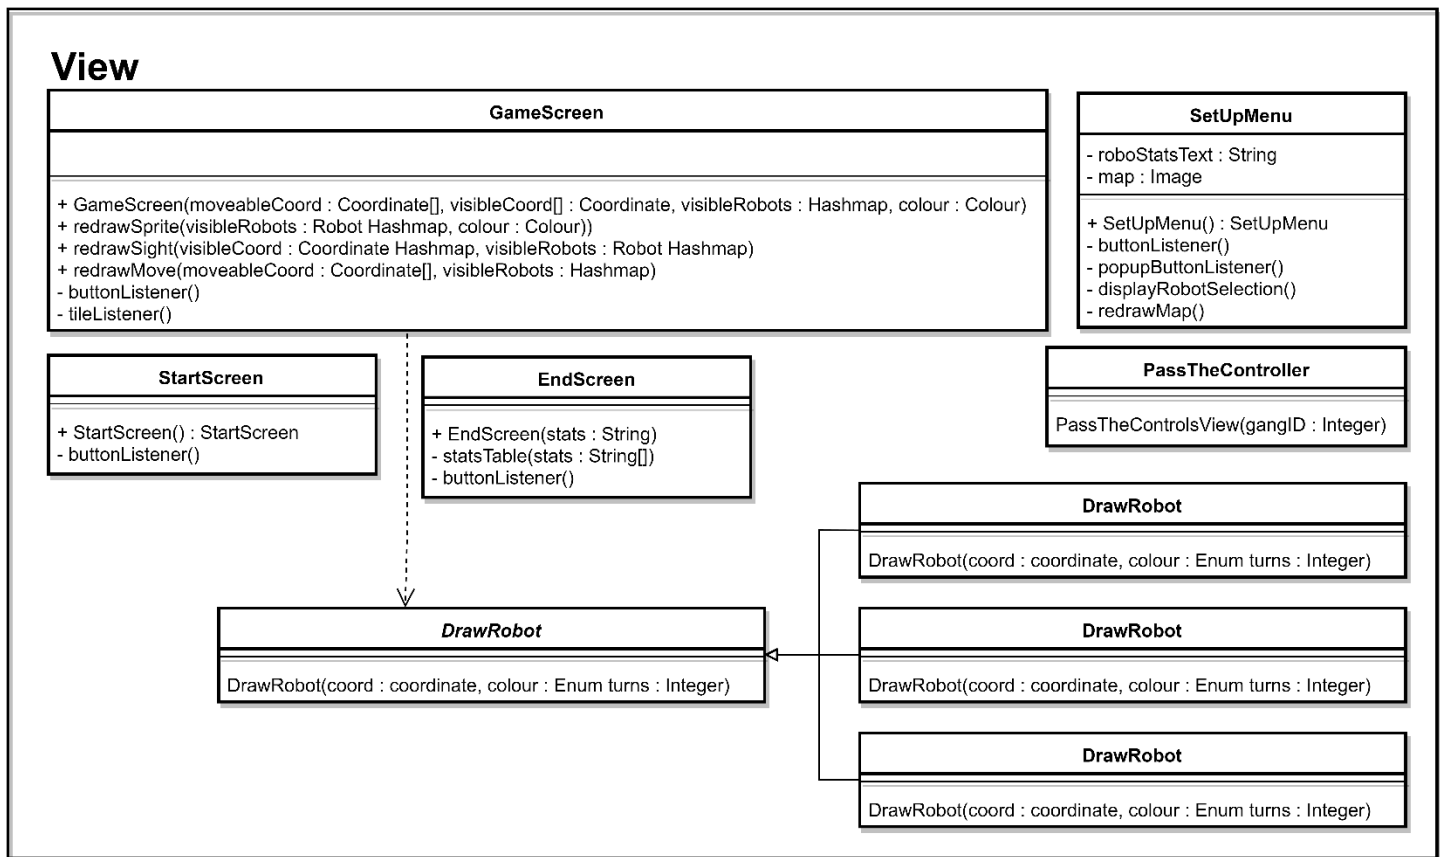 View
GameScreen
+ GameScreen(moveableCoord : Coordinate[], visibleCoord[] : Coordinate, visibleRobots : Hashmap, colour : Colour)
+ redrawSprite(visibleRobots : Robot Hashmap, colour : Colour))
+ redrawSight(visibleCoord : Coordinate Hashmap, visibleRobots : Robot Hashmap)
+ redrawMove(moveableCoord : Coordinate[], visibleRobots : Hashmap)
- buttonListener()
- tileListener()
SetUpMenu
- roboStatsText : String
- map : Image
+ SetUpMenu() : SetUpMenu
- buttonListener()
- popupButtonListener()
- displayRobotSelection()
- redrawMap()
StartScreen
+ StartScreen() : StartScreen
- buttonListener()
EndScreen
+ EndScreen(stats : String)
- statsTable(stats : String[])
- buttonListener()
PassTheController
PassTheControlsView(gangID : Integer)
DrawRobot
DrawRobot(coord : coordinate, colour : Enum turns : Integer)
DrawRobot
DrawRobot(coord : coordinate, colour : Enum turns : Integer)
DrawRobot
DrawRobot(coord : coordinate, colour : Enum turns : Integer)
DrawRobot
DrawRobot(coord : coordinate, colour : Enum turns : Integer)